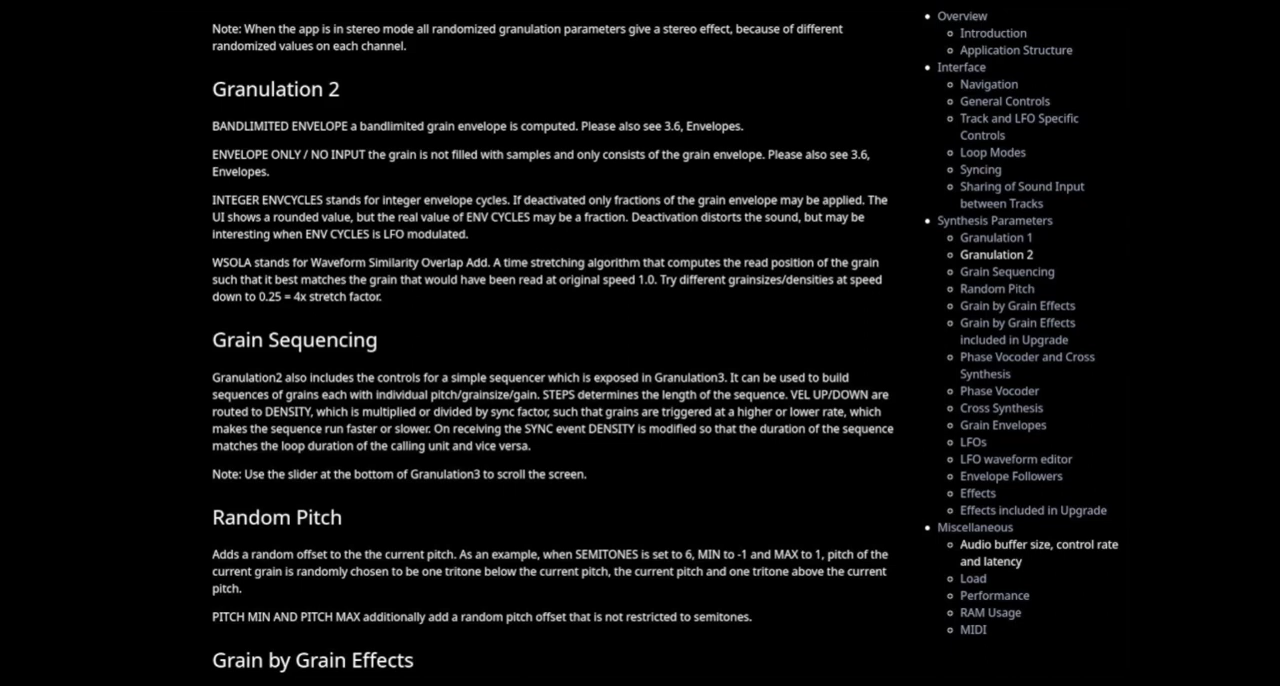 Note: When the app is in stereo mode all randomized granulation parameters give a stereo effect, because of different
randomized values on each channel.
Granulation 2
BANDLIMITED ENVELOPE a bandlimited grain envelope is computed. Please also see 3.6, Envelopes.
ENVELOPE ONLY / NO INPUT the grain is not filled with samples and only consists of the grain envelope. Please also see 3.6,
Envelopes.
INTEGER ENVCYCLES stands for integer envelope cycles. If deactivated only fractions of the grain envelope may be applied. The
UI shows a rounded value, but the real value of ENV CYCLES may be a fraction. Deactivation distorts the sound, but may be
interesting when ENV CYCLES is LFO modulated.
WSOLA stands for Waveform Similarity Overlap Add. A time stretching algorithm that computes the read position of the grain
such that it best matches the grain that would have been read at original speed 1.0. Try different grainsizes/densities at speed
down to 0.25 = 4x stretch factor.
Grain Sequencing
Granulation2 also includes the controls for a simple sequencer which is exposed in Granulation3. It can be used to build
sequences of grains each with individual pitch/grainsize/gain. STEPS determines the length of the sequence. VEL UP/DOWN are
routed to DENSITY, which is multiplied or divided by sync factor, such that grains are triggered at a higher or lower rate, which
makes the sequence run faster or slower. On receiving the SYNC event DENSITY is modified so that the duration of the sequence
matches the loop duration of the calling unit and vice versa.
Note: Use the slider at the bottom of Granulation3 to scroll the screen.
Random Pitch
Adds a random offset to the the current pitch. As an example, when SEMITONES is set to 6, MIN to -1 and MAX to 1, pitch of the
current grain is randomly chosen to be one tritone below the current pitch, the current pitch and one tritone above the current
pitch.
PITCH MIN AND PITCH MAX additionally add a random pitch offset that is not restricted to semitones.
Grain by Grain Effects
Overview
Introduction
Application Structure
Interface
Navigation
General Controls
Track and LFO Specific
Controls
Loop Modes
Syncing
Sharing of Sound Input
between Tracks
Synthesis Parameters
Granulation 1
Granulation 2
Grain Sequencing
Random Pitch
Grain by Grain Effects
Grain by Grain Effects
included in Upgrade
Phase Vocoder and Cross
Synthesis
Phase Vocoder
Cross Synthesis
Grain Envelopes
LFOs
LFO waveform editor
Envelope Followers
Effects
Effects included in Upgrade
Miscellaneous
Audio buffer size, control rate
and latency
Load
Performance
RAM Usage
MIDI